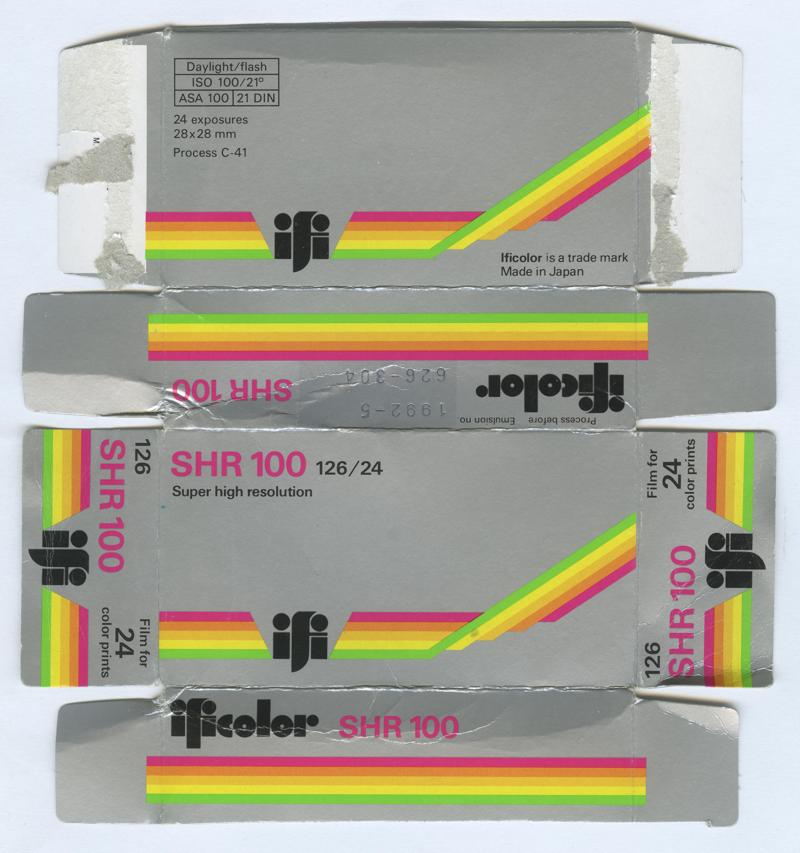 Daylight/flash
ISO 100/21°
ASA 100 21 DIN
24 exposures
28x28 mm
Process C-41
ifi
Ificolor is a trade mark
Made in Japan
M.
ificolor
SHR 100
Process before 1992-5
Emulsion no 626-304
126
SHR 100
ifi
Film for
24
color prints
SHR 100 126/24
Super high resolution
ifi
Film for
24
color prints
ifi
SHR 100
126
ificolor SHR 100